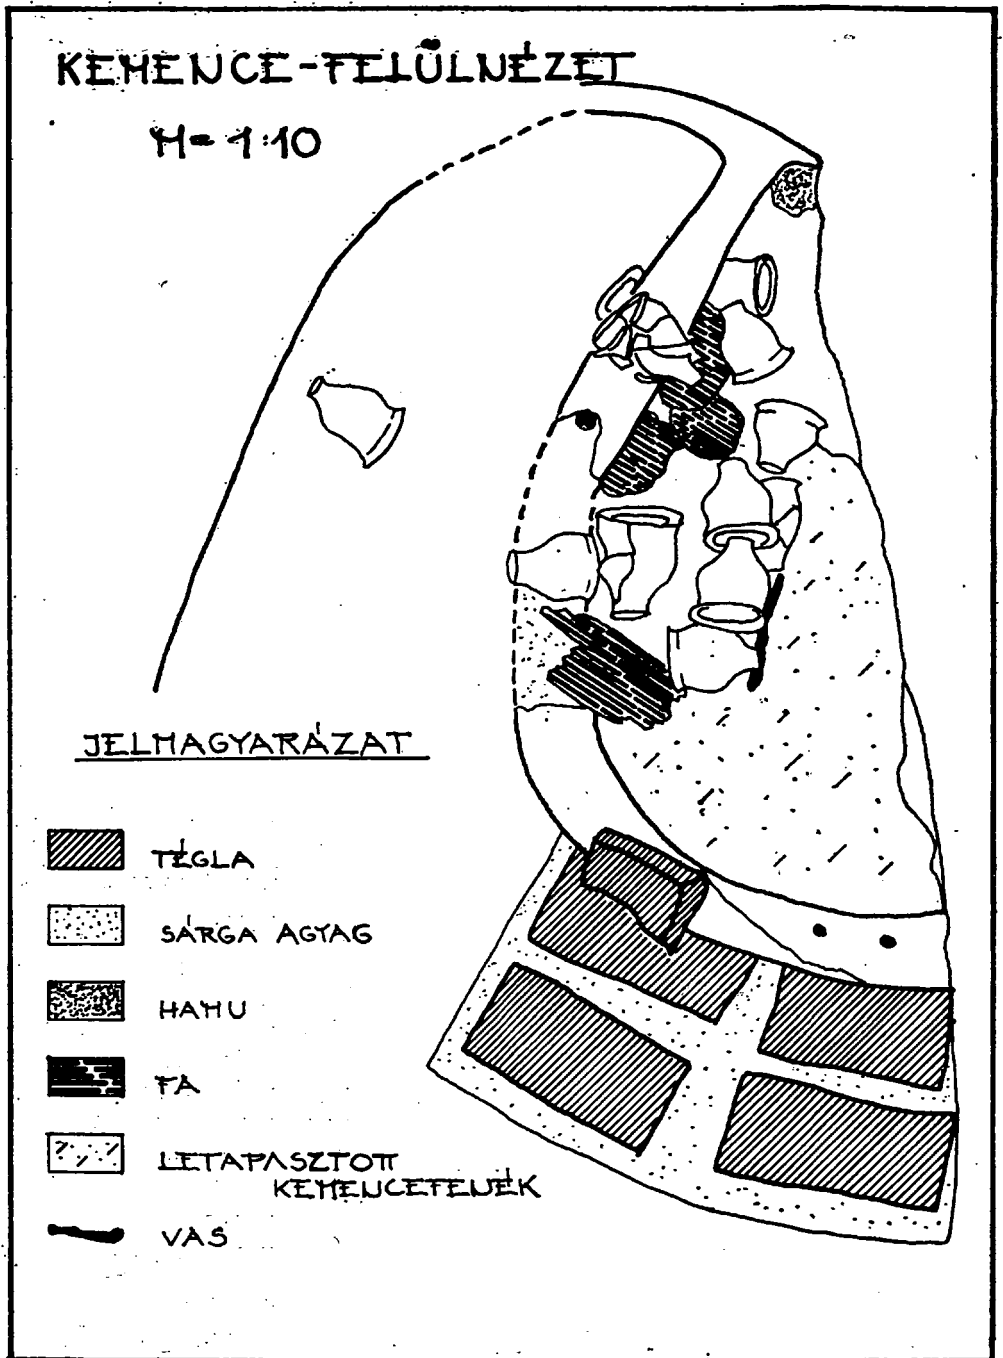 KEMENCE-FELÜLNÉZET
M= 1:10
JELMAGYARÁZAT
TÉGLA
SÁRGA AGYAG
HAMU
FA
LETAPASZTOTT
KEMENCEFENÉK
VAS